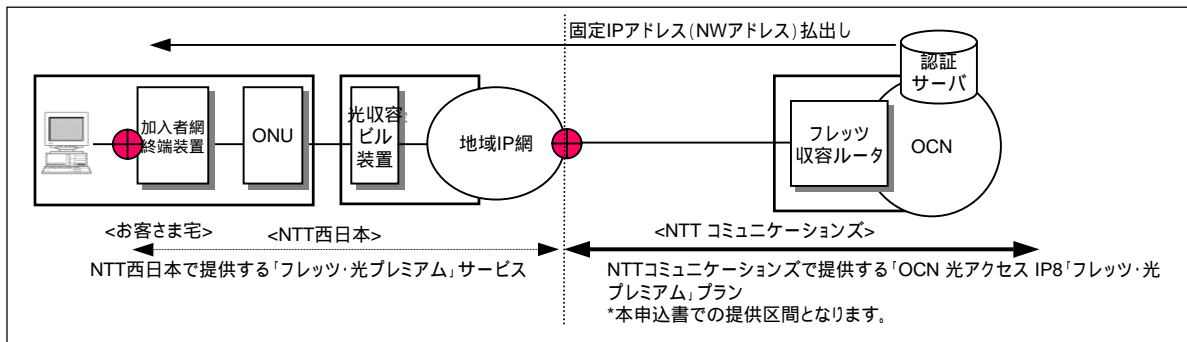 固定IPアドレス(NWアドレス)払出し
認証
サーバ
加入者網
終端装置
ONU
光収容
ビル
装置
地域IP網
フレッツ
収容ルータ
OCN
<お客さま宅>
<NTT西日本>
<NTT コミュニケーションズ>
NTT西日本で提供する「フレッツ・光プレミアム」サービス
NTTコミュニケーションズで提供する「OCN 光アクセス IP8「フレッツ・光
プレミアム」プラン
*本申込書での提供区間となります。